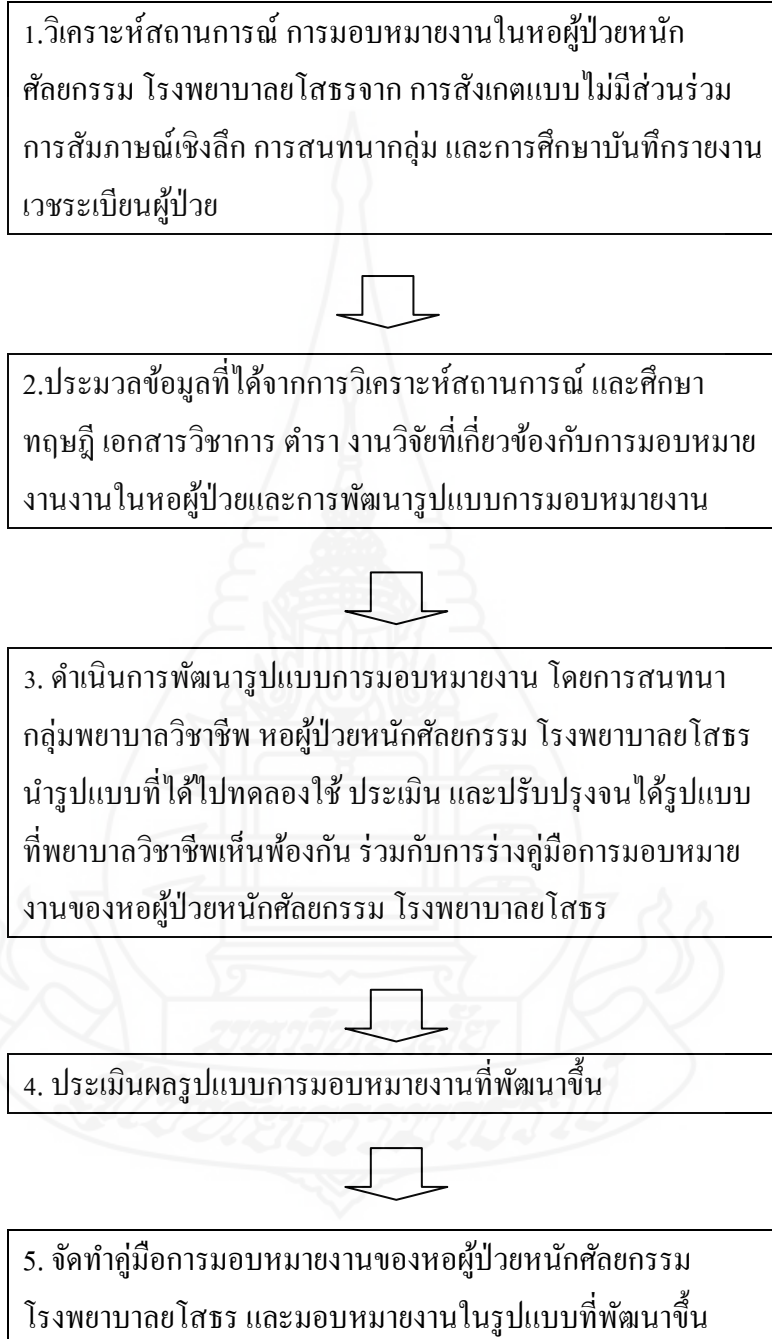 1.วิเคราะห์สถานการณ์ การมอบหมายงานในหอผู้ป่วยหนัก
ศัลยกรรม โรงพยาบาลยโสธรจาก การสังเกตแบบไม่มีส่วนร่วม
การสัมภาษณ์เชิงลึก การสนทนากลุ่ม และการศึกษาบันทึกรายงาน
เวชระเบียนผู้ป่วย
2.ประมวลข้อมูลที่ได้จากการวิเคราะห์สถานการณ์ และศึกษา
ทฤษฎี เอกสารวิชาการ ตำรา งานวิจัยที่เกี่ยวข้องกับการมอบหมาย
งานงานในหอผู้ป่วยและการพัฒนารูปแบบการมอบหมายงาน
3. ดำเนินการพัฒนารูปแบบการมอบหมายงาน โดยการสนทนา
กลุ่มพยาบาลวิชาชีพ หอผู้ป่วยหนักศัลยกรรม โรงพยาบาลยโสธร
นำรูปแบบที่ได้ไปทดลองใช้ ประเมิน และปรับปรุงจนได้รูปแบบ
ที่พยาบาลวิชาชีพเห็นพ้องกัน ร่วมกับการร่างคู่มือการมอบหมาย
งานของหอผู้ป่วยหนักศัลยกรรม โรงพยาบาลยโสธร
มหาวิทยาลัย
4. ประเมินผลรูปแบบการมอบหมายงานที่พัฒนาขึ้น
สุโขทัยธรรมาธิราช
5. จัดทำคู่มือการมอบหมายงานของหอผู้ป่วยหนักศัลยกรรม
โรงพยาบาลยโสธร และมอบหมายงานในรูปแบบที่พัฒนาขึ้น